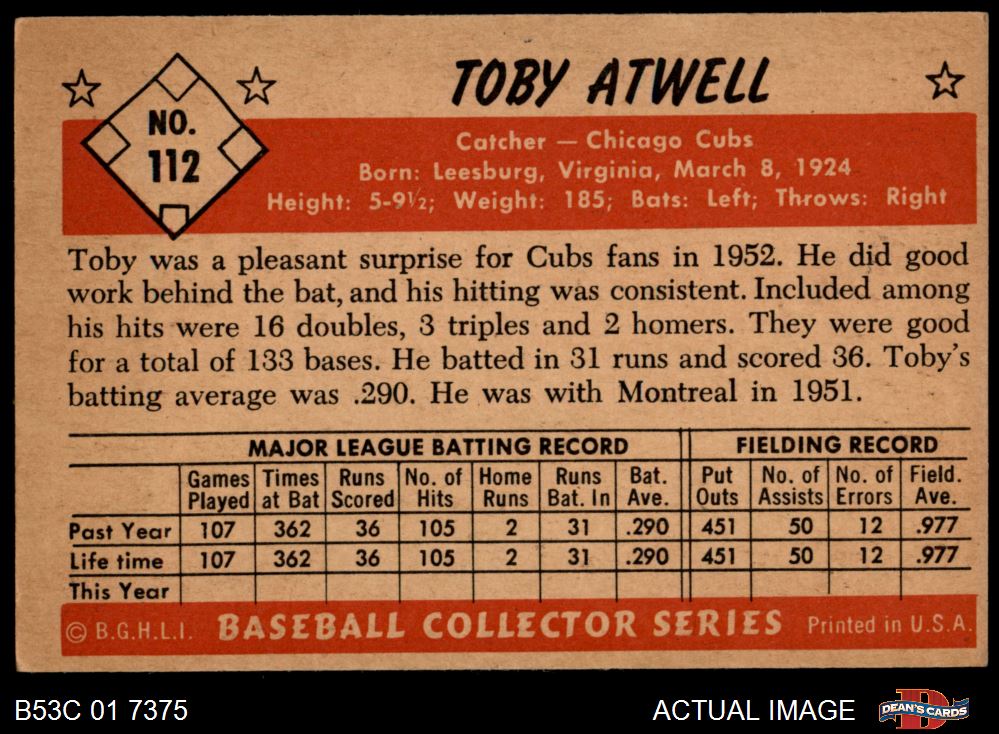 TOBY ATWELL
NO.
112
Catcher — Chicago Cubs
Born: Leesburg, Virginia, March 8, 1924
Height: 5-9½; Weight: 185; Bats: Left; Throws: Right
Toby was a pleasant surprise for Cubs fans in 1952. He did good
work behind the bat, and his hitting was consistent. Included among
his hits were 16 doubles, 3 triples and 2 homers. They were good
for a total of 133 bases. He batted in 31 runs and scored 36. Toby's
batting average was .290. He was with Montreal in 1951.
MAJOR LEAGUE BATTING RECORD FIELDING RECORD
Games Times Runs No. of Home Runs Bat. Put No. of No. of Field.
Played at Bat Scored Hits Runs Bat. In Ave. Outs Assists Errors Ave.
Past Year 107 362 36 105 2 31 .290 451 50 12 .977
Life time 107 362 36 105 2 31 .290 451 50 12 .977
This Year
© B.G.H.L.I. BASEBALL COLLECTOR SERIES Printed in U.S.A.
B53C 01 7375 ACTUAL IMAGE DEAN'S CARDS